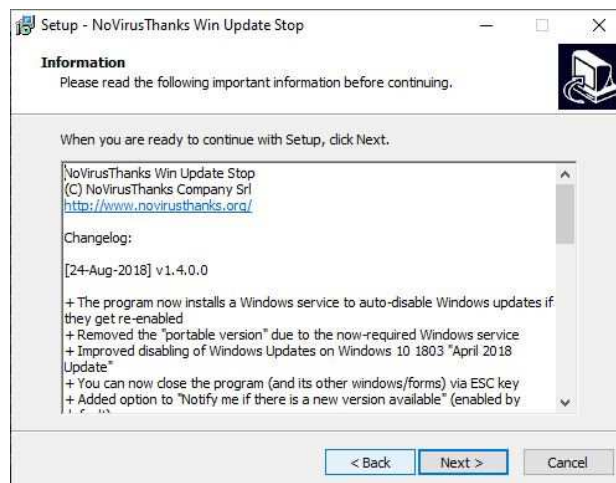 Setup - NoVirusThanks Win Update Stop
Information
Please read the following important information before continuing.
When you are ready to continue with Setup, click Next.
NoVirusThanks Win Update Stop
(C) NoVirusThanks Company Srl
http://www.novirusthanks.org/
Changelog:
[24-Aug-2018] v1.4.0.0
+ The program now installs a Windows service to auto-disable Windows updates if
they get re-enabled
+ Removed the "portable version" due to the now-required Windows service
+ Improved disabling of Windows Updates on Windows 10 1803 "April 2018
Update"
+ You can now close the program (and its other windows/forms) via ESC key
+ Added option to "Notify me if there is a new version available" (enabled by
< Back
Next >
Cancel